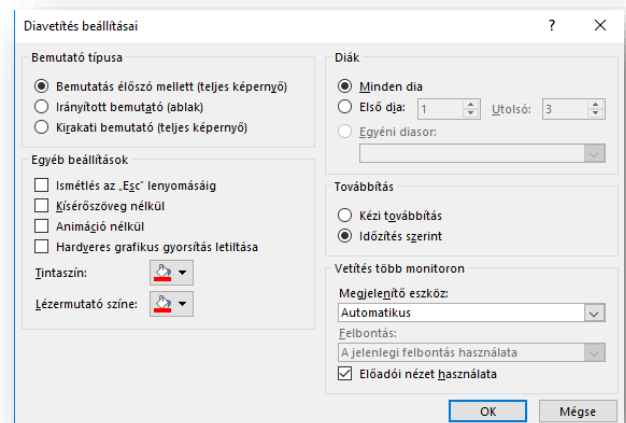 Diavetítés beállításai
?
Bemutató típusa
Bemutatás élőszó mellett (teljes képernyő)
Irányított bemutató (ablak)
Kirakati bemutató (teljes képernyő)
Egyéb beállítások
Ismétlés az „Esc” lenyomásáig
Kísérőszöveg nélkül
Animáció nélkül
Hardveres grafikus gyorsítás letiltása
Tintaszín:
Lézermutató színe:
Diák
Minden dia
Első dia: 1 Utolsó: 3
Egyéni diasor:
Továbbítás
Kézi továbbítás
Időzítés szerint
Vetítés több monitoron
Megjelenítő eszköz:
Automatikus
Felbontás:
A jelenlegi felbontás használata
Előadói nézet használata
OK Mégse